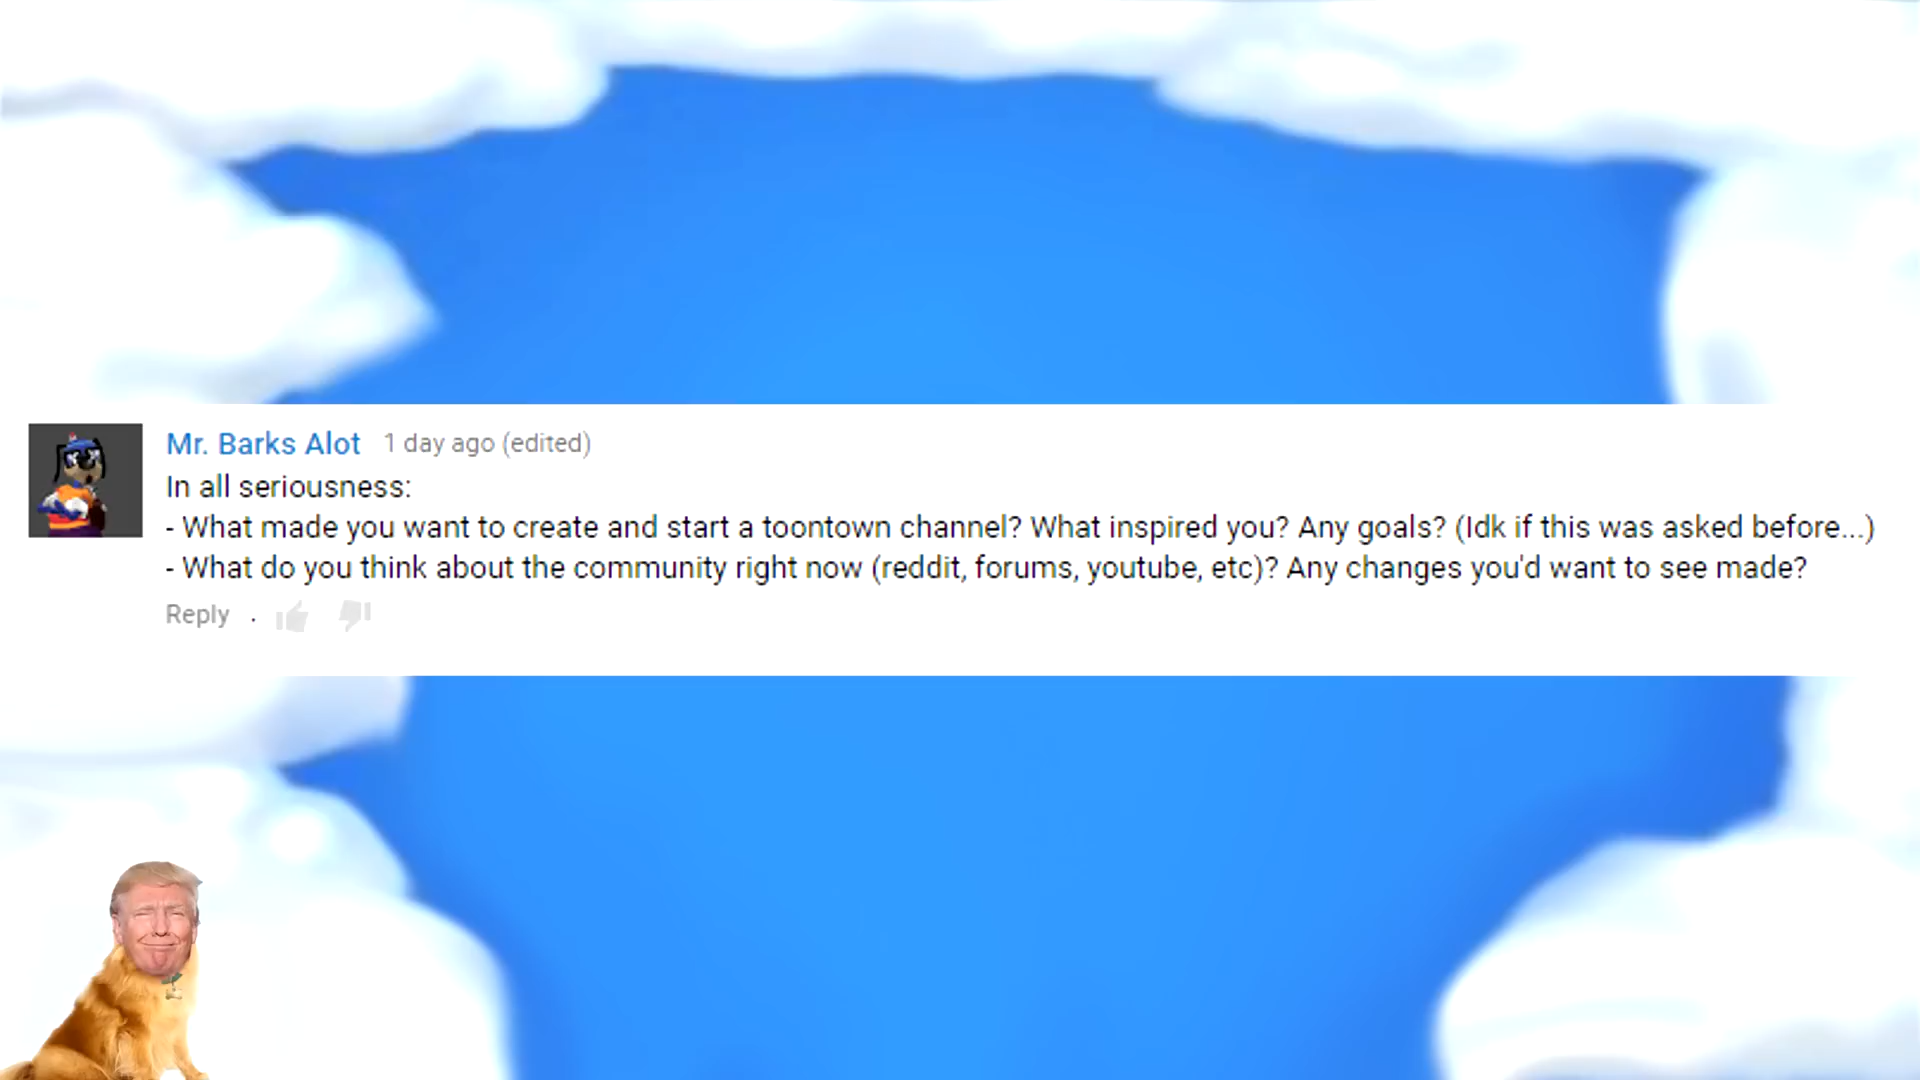 Mr. Barks Alot 1 day ago (edited)
In all seriousness:
- What made you want to create and start a toontown channel? What inspired you? Any goals? (Idk if this was asked before...)
- What do you think about the community right now (reddit, forums, youtube, etc)? Any changes you'd want to see made?
Reply .